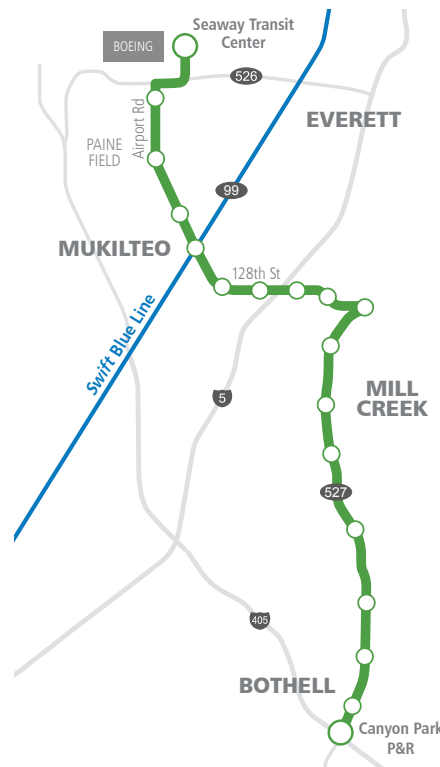 Seaway Transit
Center
BOEING
526
Airport Rd
EVERETT
PAINE
FIELD
99
MUKILTEO
128th St
Swift Blue Line
5
MILL
CREEK
527
405
BOTHELL
Canyon Park
P&R